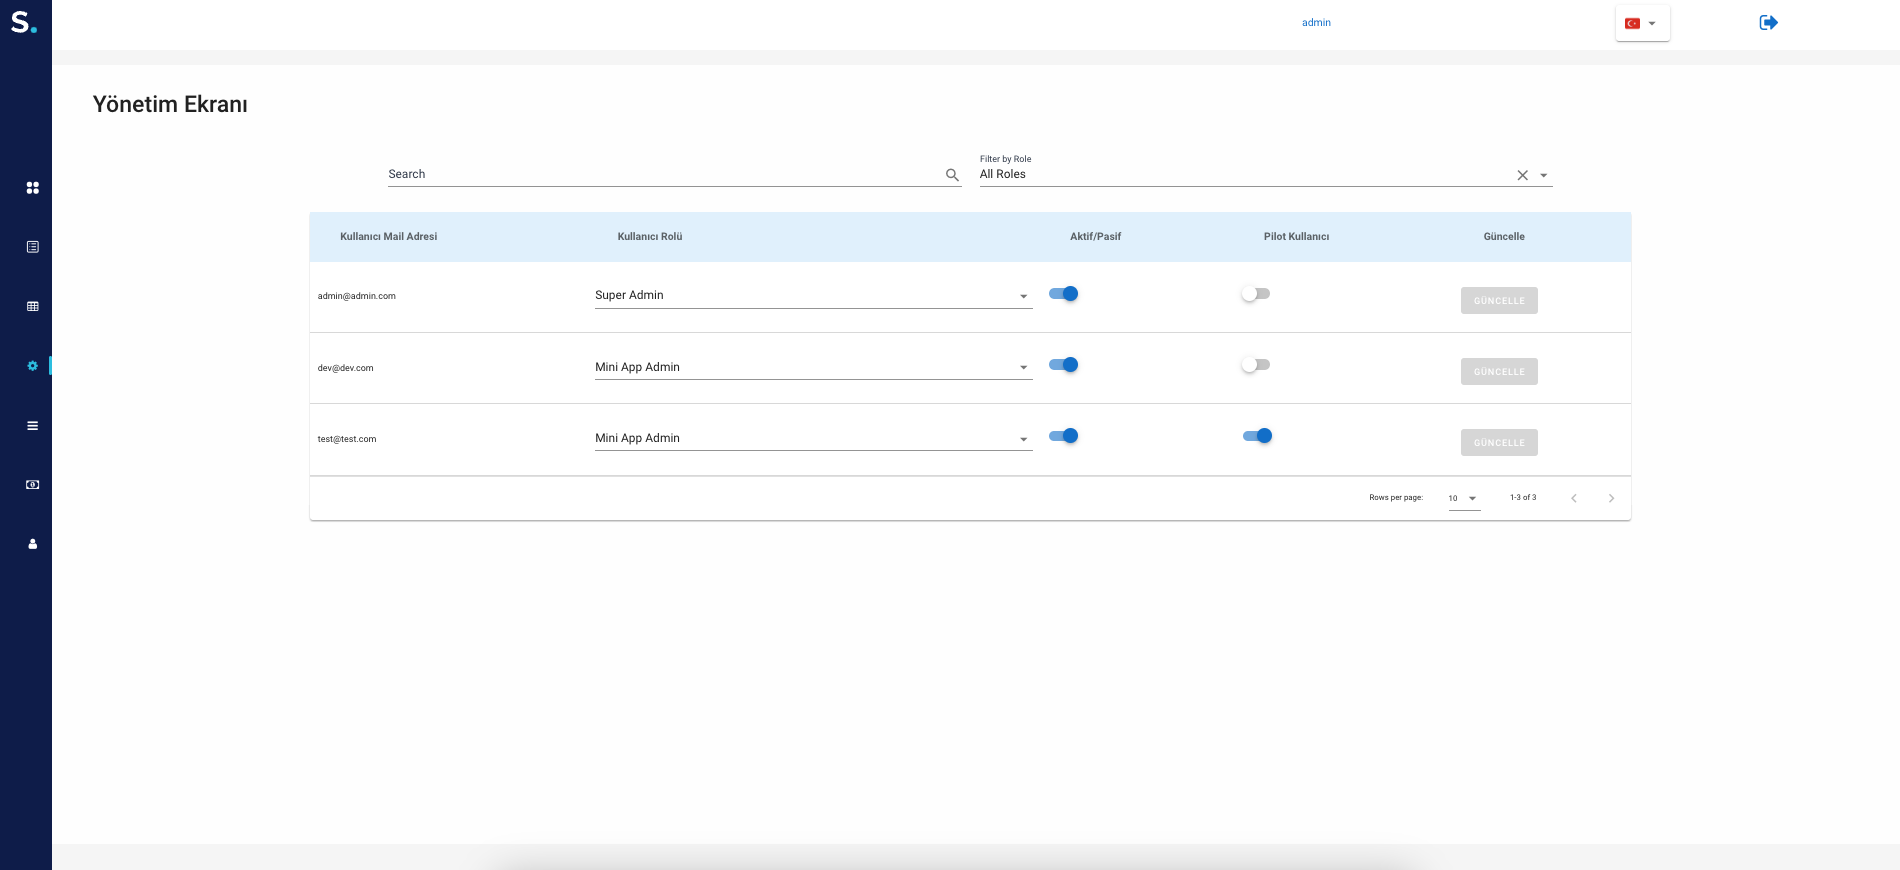 S.
admin
Yönetim Ekranı
Filter by Role
Search
All Roles
Kullanıcı Mail Adresi Kullanıcı Rolü Aktif/Pasif Pilot Kullanıcı Güncelle
admin@admin.com Super Admin GÜNCELLE
dev@dev.com Mini App Admin GÜNCELLE
test@test.com Mini App Admin GÜNCELLE
Rows per page: 10 1-3 of 3